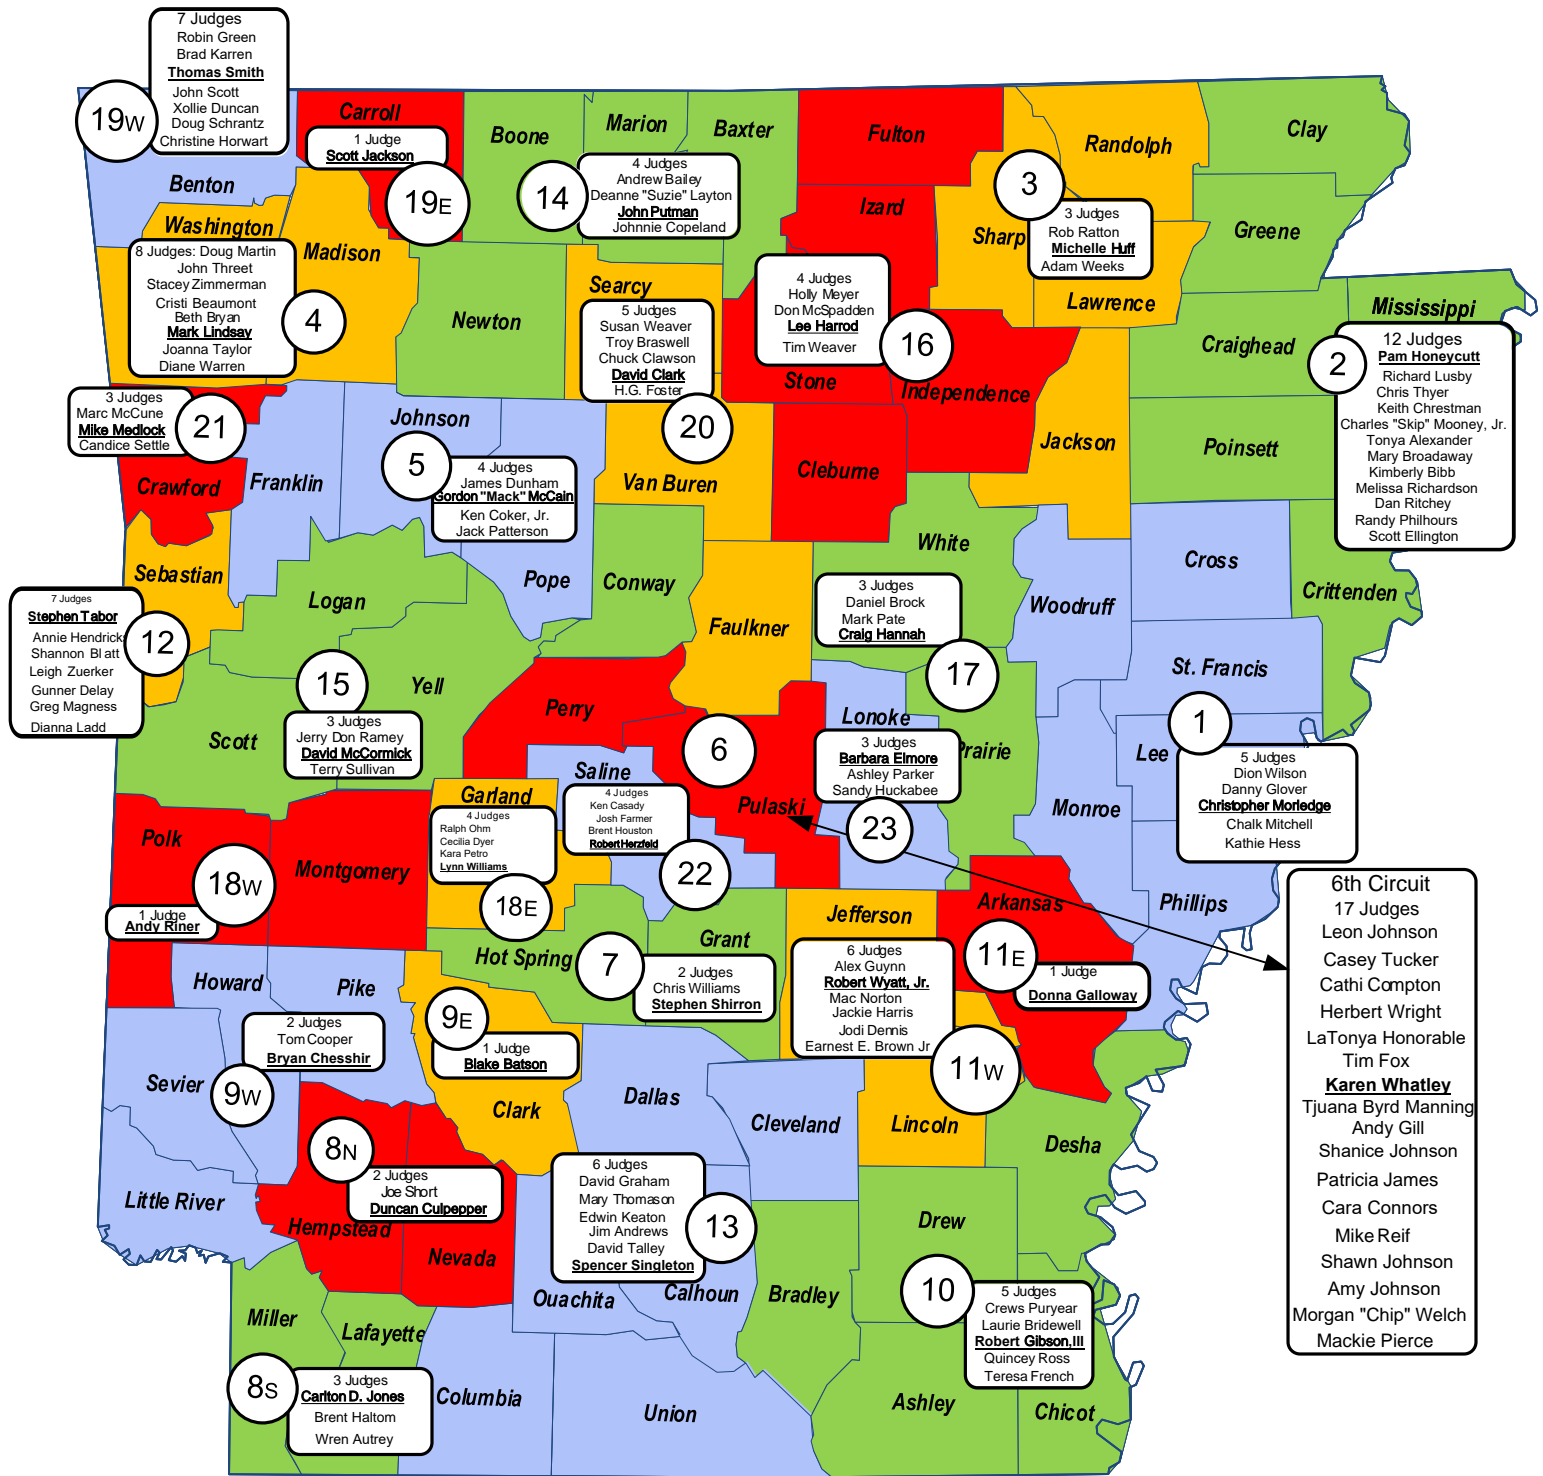 7 Judges
Robin Green
Brad Karren
Thomas Smith
John Scott
Xollie Duncan
Doug Schrantz
Christine Horwart
19W
Benton
Carroll
1 Judge
Scott Jackson
19E
Boone
Marion
Baxter
14
4 Judges
Andrew Bailey
Deanne "Suzie" Layton
John Putman
Johnnie Copeland
Newton
Fulton
Izard
Sharp
Randolph
Lawrence
3
3 Judges
Rob Ratton
Michelle Huff
Adam Weeks
Clay
Greene
Mississippi
Craighead
Poinsett
Crittenden
2
12 Judges
Pam Honeycutt
Richard Lusby
Chris Thyer
Keith Chrestman
Charles "Skip" Mooney, Jr.
Tonya Alexander
Mary Broadaway
Kimberly Bibb
Melissa Richardson
Dan Ritchey
Randy Philhours
Scott Ellington
Washington
Madison
8 Judges: Doug Martin
John Threet
Stacey Zimmerman
Cristi Beaumont
Beth Bryan
Mark Lindsay
Joanna Taylor
Diane Warren
4
Searcy
5 Judges
Susan Weaver
Troy Braswell
Chuck Clawson
David Clark
H.G. Foster
20
Van Buren
Faulkner
4 Judges
Holly Meyer
Don McSpadden
Lee Harrod
Tim Weaver
16
Stone
Independence
Cleburne
Jackson
3 Judges
Marc McCune
Mike Medlock
Candice Settle
21
Crawford
Franklin
Johnson
5
4 Judges
James Dunham
Gordon "Mack" McCain
Ken Coker, Jr.
Jack Patterson
Pope
Sebastian
7 Judges
Stephen Tabor
Annie Hendrick
Shannon Blatt
Leigh Zuerker
Gunner Delay
Greg Magness
Dianna Ladd
12
Logan
Conway
Yell
Scott
15
3 Judges
Jerry Don Ramey
David McCormick
Terry Sullivan
White
3 Judges
Daniel Brock
Mark Pate
Craig Hannah
17
Prairie
Woodruff
Cross
St. Francis
Lee
Monroe
Phillips
1
5 Judges
Dion Wilson
Danny Glover
Christopher Morledge
Chalk Mitchell
Kathie Hess
Perry
6
Pulaski
Lonoke
3 Judges
Barbara Elmore
Ashley Parker
Sandy Huckabee
23
Saline
4 Judges
Ken Casady
Josh Farmer
Brent Houston
Robert Herzfeld
22
Garland
4 Judges
Ralph Ohm
Cecilia Dyer
Kara Petro
Lynn Williams
18E
Polk
Montgomery
18W
1 Judge
Andy Riner
Hot Spring
Grant
7
2 Judges
Chris Williams
Stephen Shirron
Jefferson
6 Judges
Alex Guynn
Robert Wyatt, Jr.
Mac Norton
Jackie Harris
Jodi Dennis
Earnest E. Brown Jr
11W
Lincoln
Arkansas
11E
1 Judge
Donna Galloway
6th Circuit
17 Judges
Leon Johnson
Casey Tucker
Cathi Compton
Herbert Wright
LaTonya Honorable
Tim Fox
Karen Whatley
Tjuana Byrd Manning
Andy Gill
Shanice Johnson
Patricia James
Cara Connors
Mike Reif
Shawn Johnson
Amy Johnson
Morgan "Chip" Welch
Mackie Pierce
Howard
Pike
2 Judges
Tom Cooper
Bryan Chesshir
Sevier
9W
Little River
9E
1 Judge
Blake Batson
Clark
8N
2 Judges
Joe Short
Duncan Culpepper
Hempstead
Nevada
Dallas
Cleveland
6 Judges
David Graham
Mary Thomason
Edwin Keaton
Jim Andrews
David Talley
Spencer Singleton
13
Ouachita
Calhoun
Columbia
Union
Desha
Drew
Bradley
10
5 Judges
Crews Puryear
Laurie Bridewell
Robert Gibson,III
Quincey Ross
Teresa French
Ashley
Chicot
Miller
Lafayette
8S
3 Judges
Carlton D. Jones
Brent Haltom
Wren Autrey